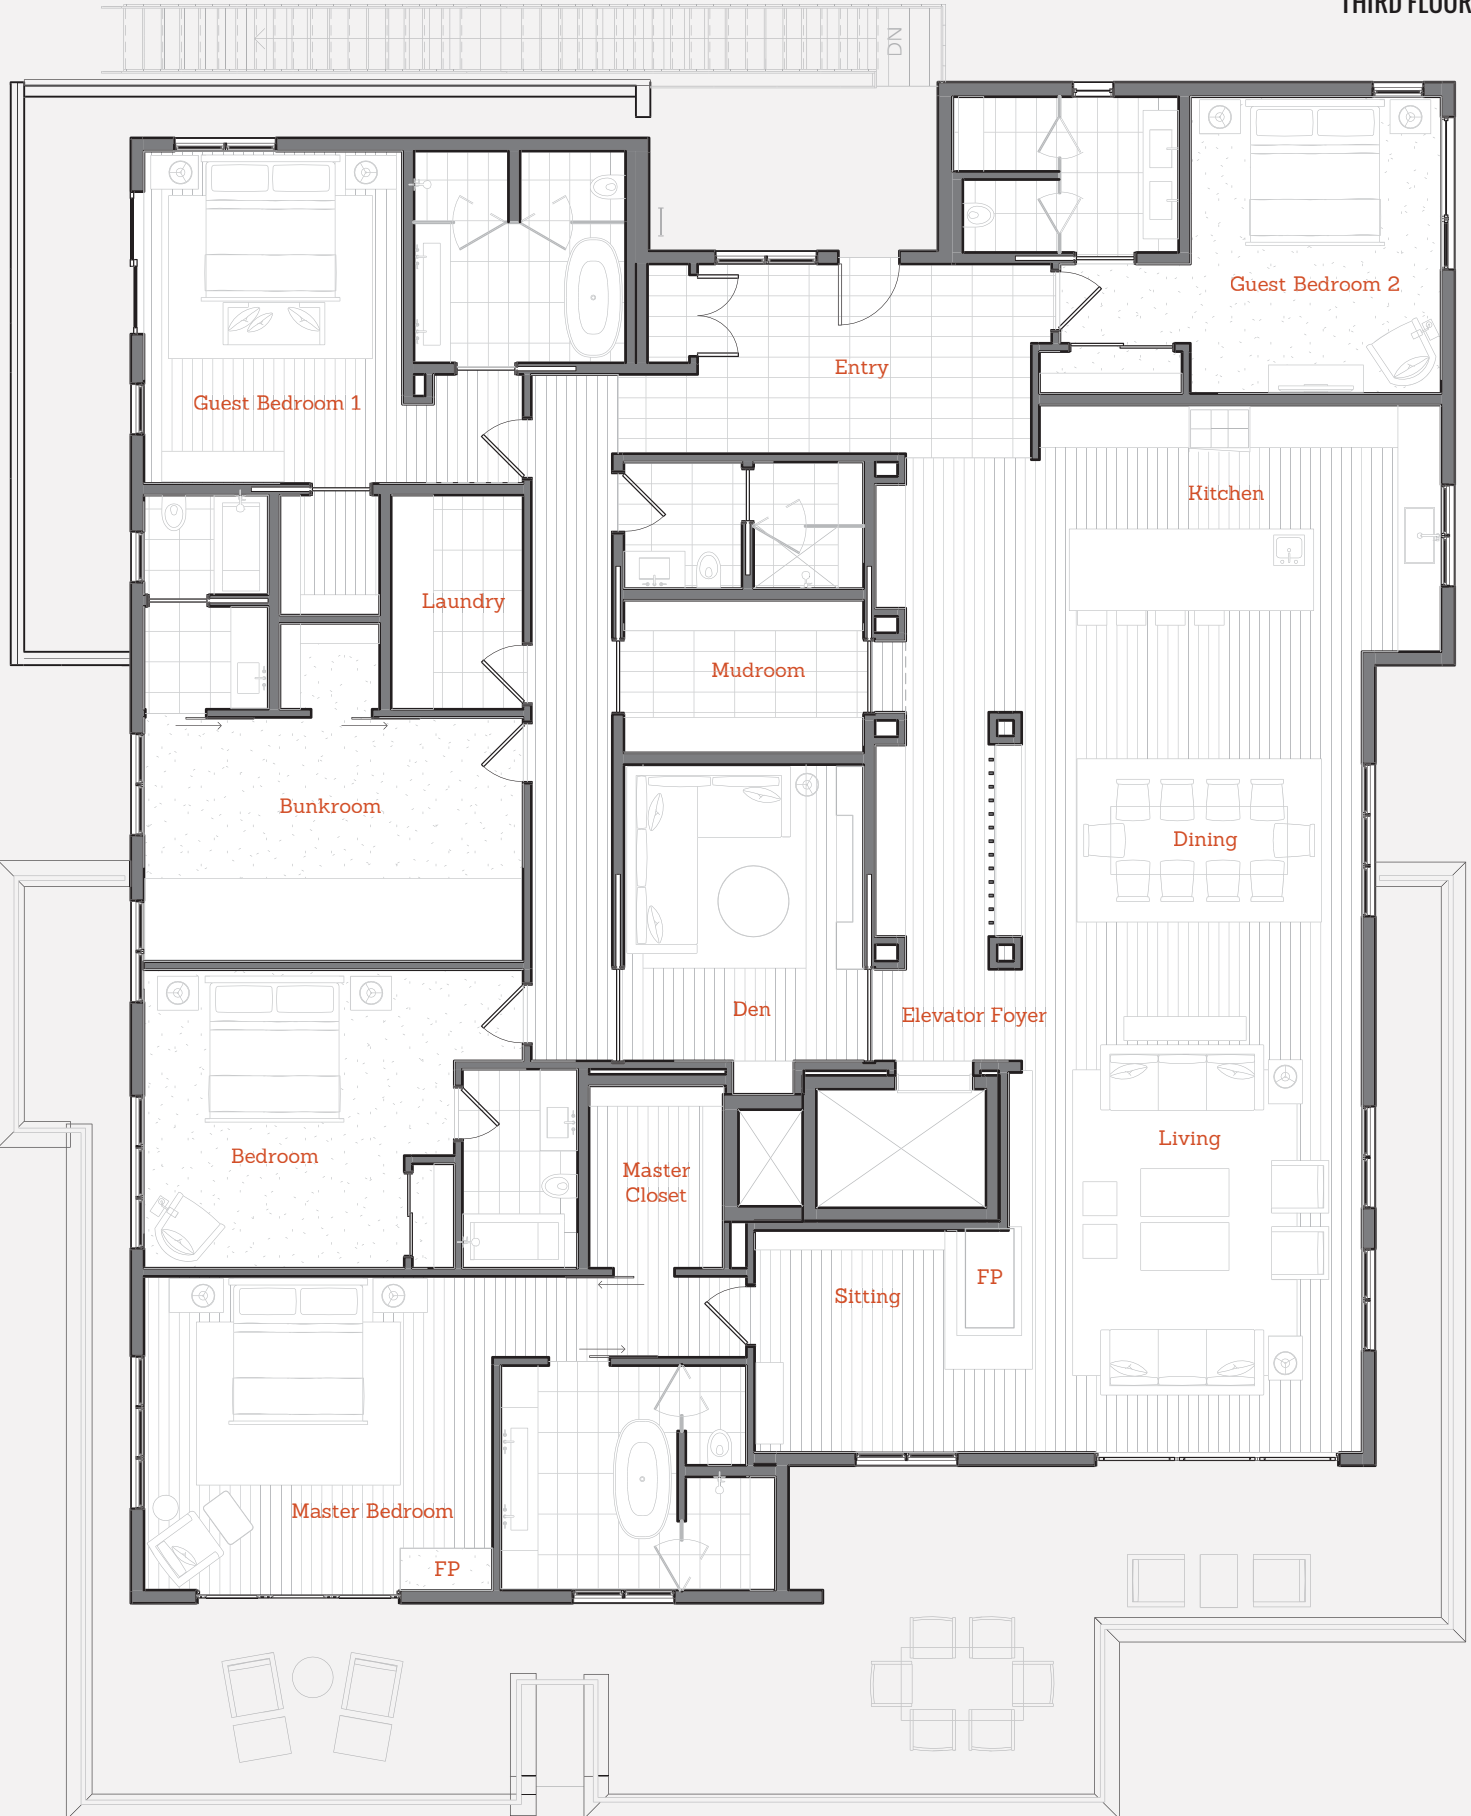 THIRD FLOOR
DN
Guest Bedroom 2
Entry
Guest Bedroom 1
Kitchen
Laundry
Mudroom
Bunkroom
Dining
Den
Elevator Foyer
Living
Bedroom
Master
Closet
FP
Sitting
Master Bedroom
FP